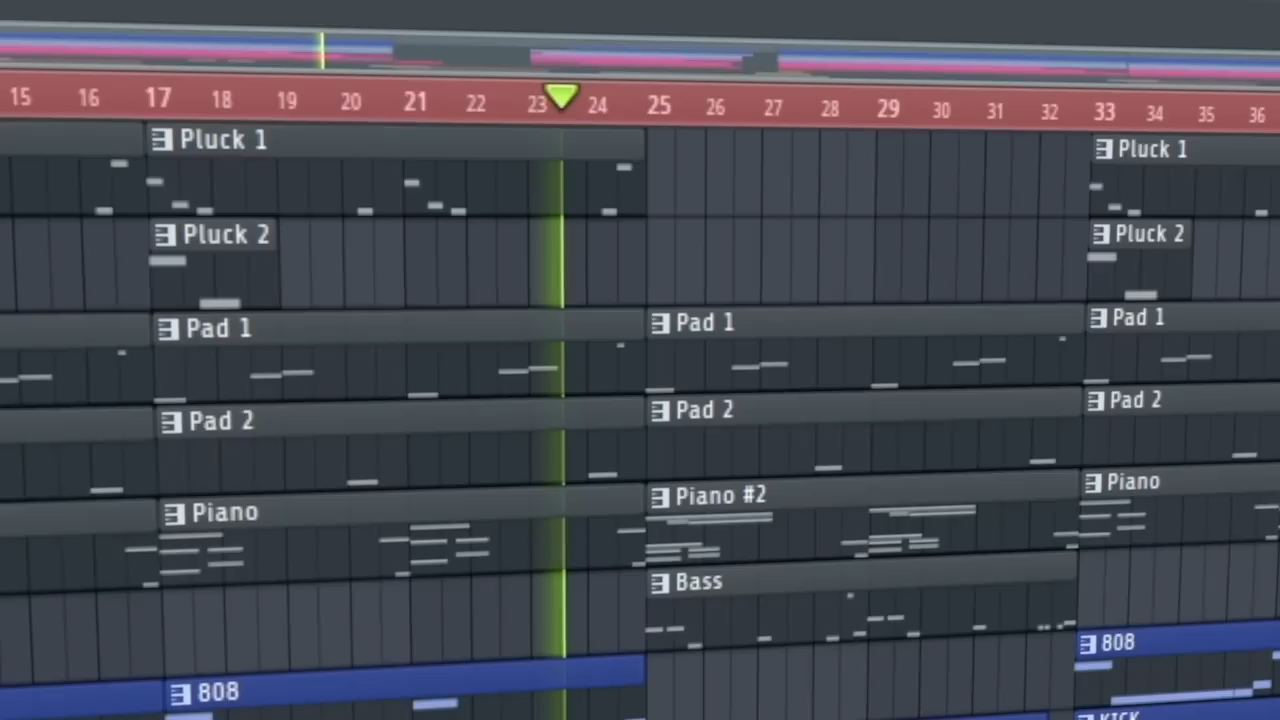 15 16 17 18 19 20 21 22 23 24 25 26 27 28 29 30 31 32 33 34 35 36
Pluck 1 Pluck 1
Pluck 2 Pluck 2
Pad 1 Pad 1 Pad 1
Pad 2 Pad 2 Pad 2
Piano Piano #2 Piano
Bass
808 808
KICK